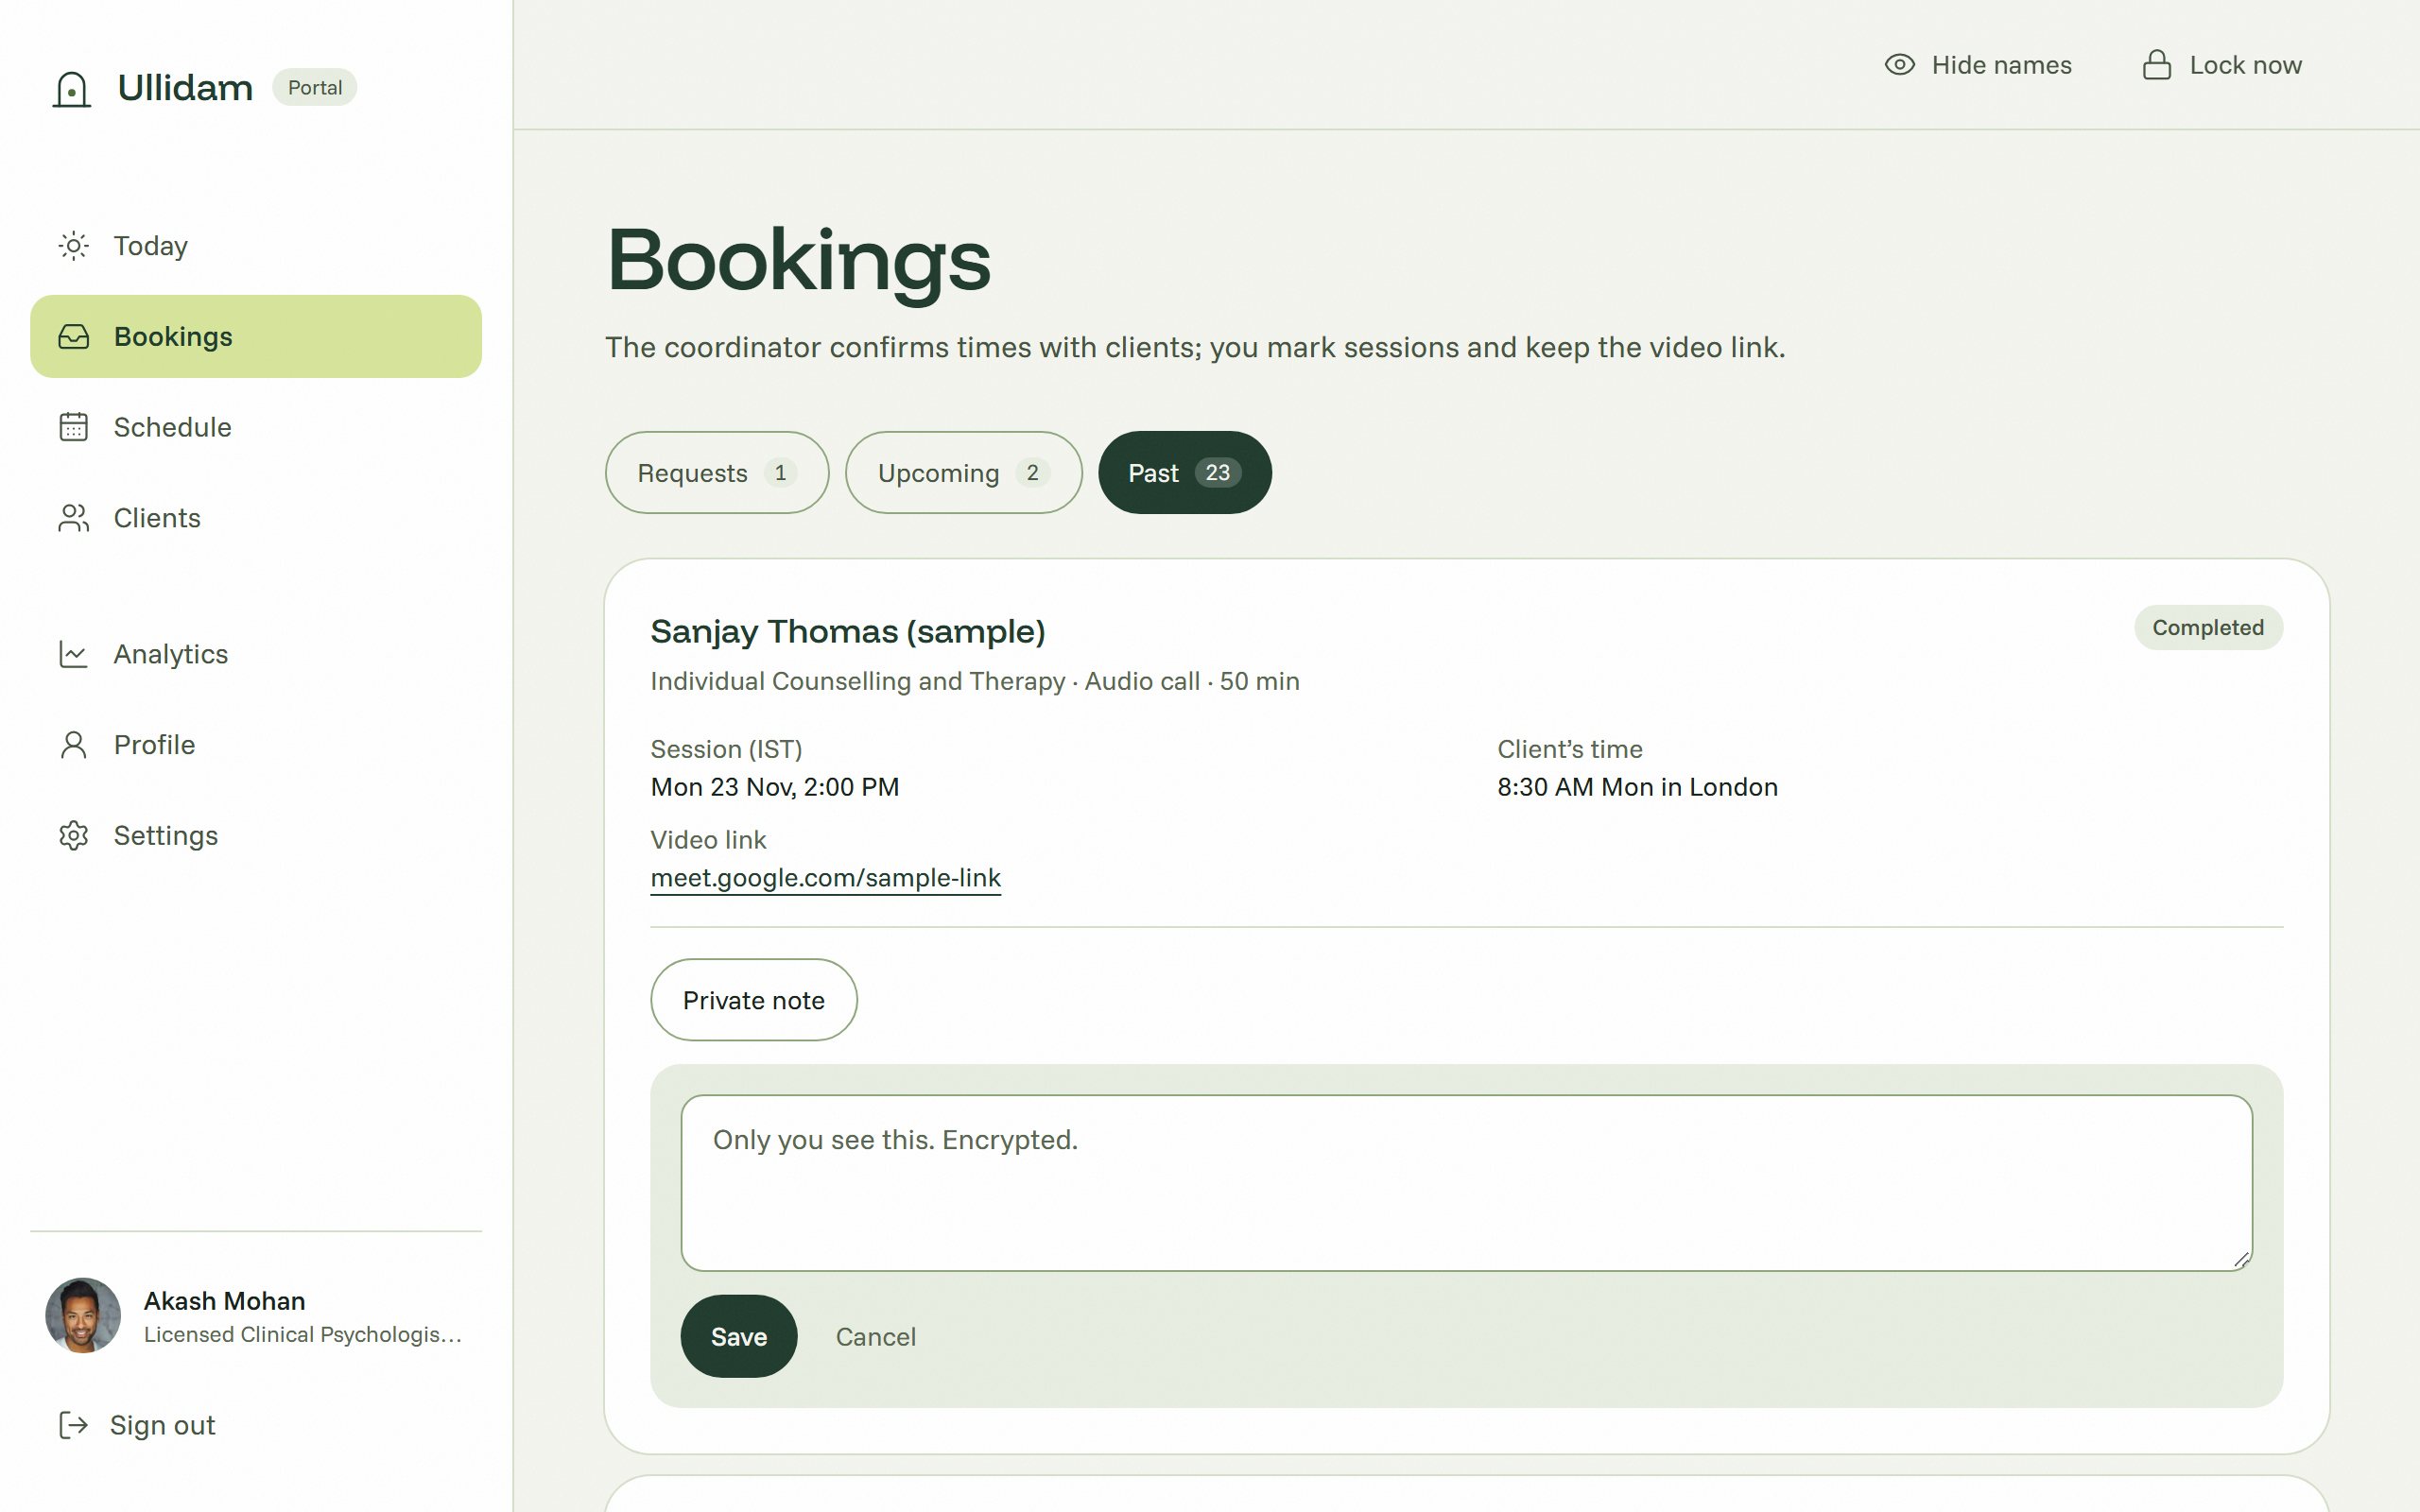 Ullidam Portal
Today
Bookings
Schedule
Clients
Analytics
Profile
Settings
Akash Mohan
Licensed Clinical Psychologis…
Sign out
Hide names
Lock now
Bookings
The coordinator confirms times with clients; you mark sessions and keep the video link.
Requests 1
Upcoming 2
Past 23
Sanjay Thomas (sample)
Completed
Individual Counselling and Therapy · Audio call · 50 min
Session (IST)
Mon 23 Nov, 2:00 PM
Client’s time
8:30 AM Mon in London
Video link
meet.google.com/sample-link
Private note
Only you see this. Encrypted.
Save
Cancel